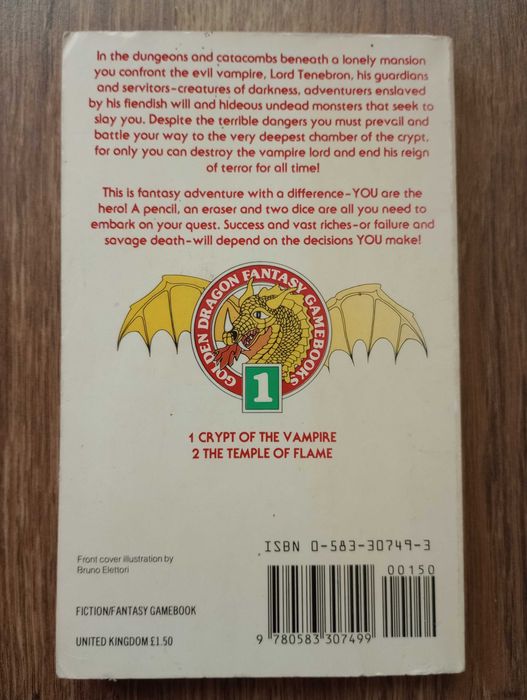 In the dungeons and catacombs beneath a lonely mansion
you confront the evil vampire, Lord Tenebron, his guardians
and servitors–creatures of darkness, adventurers enslaved
by his fiendish will and hideous undead monsters that seek to
slay you. Despite the terrible dangers you must prevail and
battle your way to the very deepest chamber of the crypt,
for only you can destroy the vampire lord and end his reign
of terror for all time!
This is fantasy adventure with a difference–YOU are the
hero! A pencil, an eraser and two dice are all you need to
embark on your quest. Success and vast riches–or failure and
savage death–will depend on the decisions YOU make!
GOLDEN DRAGON FANTASY GAMEBOOKS
1
1 CRYPT OF THE VAMPIRE
2 THE TEMPLE OF FLAME
ISBN 0-583-30749-3
00150
Front cover illustration by
Bruno Elettori
FICTION/FANTASY GAMEBOOK
UNITED KINGDOM £1.50
9 780583 307499